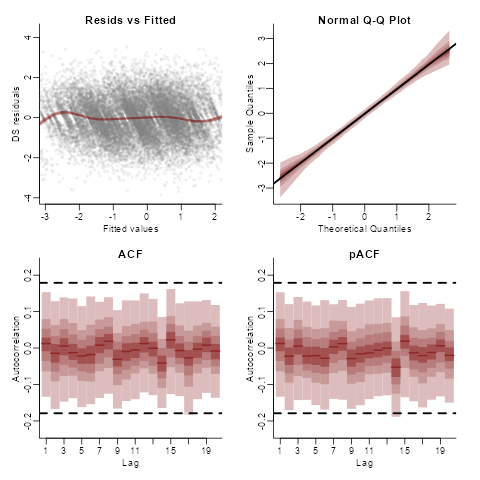 Resids vs Fitted
DS residuals
4
2
0
-2
-4
-3 -2 -1 0 1 2
Fitted values
Normal Q-Q Plot
Sample Quantiles
3
2
1
0
-1
-2
-3
-2 -1 0 1 2
Theoretical Quantiles
ACF
Autocorrelation
0.2
0.1
0.0
-0.1
-0.2
1 3 5 7 9 12 15 19
Lag
pACF
Autocorrelation
0.2
0.1
0.0
-0.1
-0.2
1 3 5 7 9 12 15 19
Lag